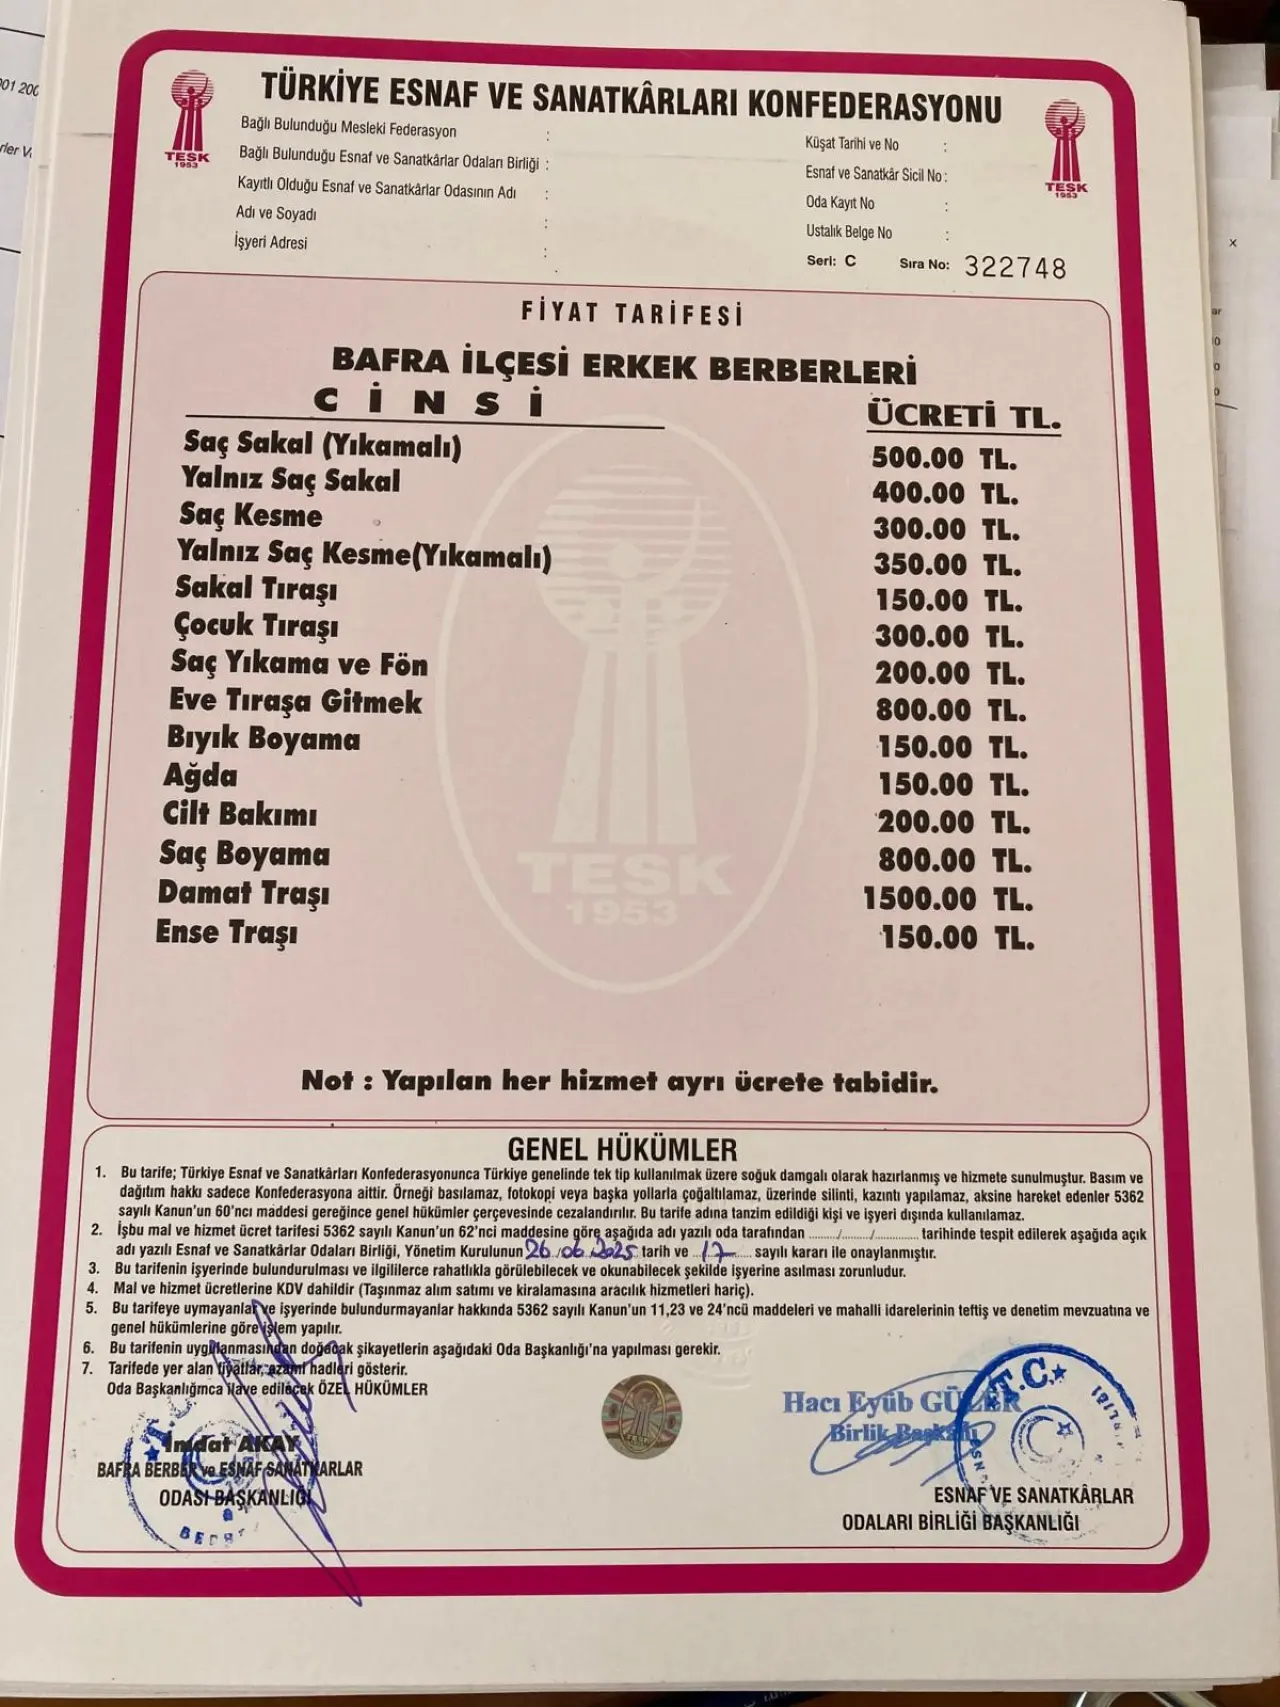 TÜRKİYE ESNAF VE SANATKÂRLARI KONFEDERASYONU
TESK
1953
TESK
1953
Bağlı Bulunduğu Mesleki Federasyon :
Bağlı Bulunduğu Esnaf ve Sanatkârlar Odaları Birliği :
Kayıtlı Olduğu Esnaf ve Sanatkârlar Odasının Adı :
Adı ve Soyadı :
İşyeri Adresi :
Küşat Tarihi ve No :
Esnaf ve Sanatkâr Sicil No :
Oda Kayıt No :
Ustalık Belge No :
Seri: C Sıra No: 322748
FİYAT TARİFESİ
BAFRA İLÇESİ ERKEK BERBERLERİ
CİNSİ ÜCRETİ TL.
Saç Sakal (Yıkamalı) 500.00 TL.
Yalnız Saç Sakal 400.00 TL.
Saç Kesme 300.00 TL.
Yalnız Saç Kesme(Yıkamalı) 350.00 TL.
Sakal Tıraşı 150.00 TL.
Çocuk Tıraşı 300.00 TL.
Saç Yıkama ve Fön 200.00 TL.
Eve Tıraşa Gitmek 800.00 TL.
Bıyık Boyama 150.00 TL.
Ağda 150.00 TL.
Cilt Bakımı 200.00 TL.
Saç Boyama 800.00 TL.
Damat Traşı 1500.00 TL.
Ense Traşı 150.00 TL.
TESK
1953
Not : Yapılan her hizmet ayrı ücrete tabidir.
GENEL HÜKÜMLER
1. Bu tarife; Türkiye Esnaf ve Sanatkârları Konfederasyonunca Türkiye genelinde tek tip kullanılmak üzere soğuk damgalı olarak hazırlanmış ve hizmete sunulmuştur. Basım ve
dağıtım hakkı sadece Konfederasyona aittir. Örneği basılamaz, fotokopi veya başka yollarla çoğaltılamaz, üzerinde silinti, kazıntı yapılamaz, aksine hareket edenler 5362
sayılı Kanun'un 60'ncı maddesi gereğince genel hükümler çerçevesinde cezalandırılır. Bu tarife adına tanzim edildiği kişi ve işyeri dışında kullanılamaz.
2. İşbu mal ve hizmet ücret tarifesi 5362 sayılı Kanun'un 62'nci maddesine göre aşağıda adı yazılı oda tarafından ........./......../............ tarihinde tespit edilerek aşağıda açık
adı yazılı Esnaf ve Sanatkârlar Odaları Birliği, Yönetim Kurulunun 26/06/2025 tarih ve 17 sayılı kararı ile onaylanmıştır.
3. Bu tarifenin işyerinde bulundurulması ve ilgililerce rahatlıkla görülebilecek ve okunabilecek şekilde işyerine asılması zorunludur.
4. Mal ve hizmet ücretlerine KDV dahildir (Taşınmaz alım satımı ve kiralamasına aracılık hizmetleri hariç).
5. Bu tarifeye uymayanlar ve işyerinde bulundurmayanlar hakkında 5362 sayılı Kanun'un 11,23 ve 24'ncü maddeleri ve mahalli idarelerinin teftiş ve denetim mevzuatına ve
genel hükümlerine göre işlem yapılır.
6. Bu tarifenin uygulanmasından doğacak şikayetlerin aşağıdaki Oda Başkanlığı'na yapılması gerekir.
7. Tarifede yer alan fiyatlar, azami hadleri gösterir.
Oda Başkanlığınca ilave edilecek ÖZEL HÜKÜMLER
İmdat AKAY
BAFRA BERBER ve ESNAF SANATKARLAR
ODASI BAŞKANLIĞI
Hacı Eyüb GÜLER
Birlik Başkanı
T.C.
ESNAF VE SANATKÂRLAR
ODALARI BİRLİĞİ BAŞKANLIĞI